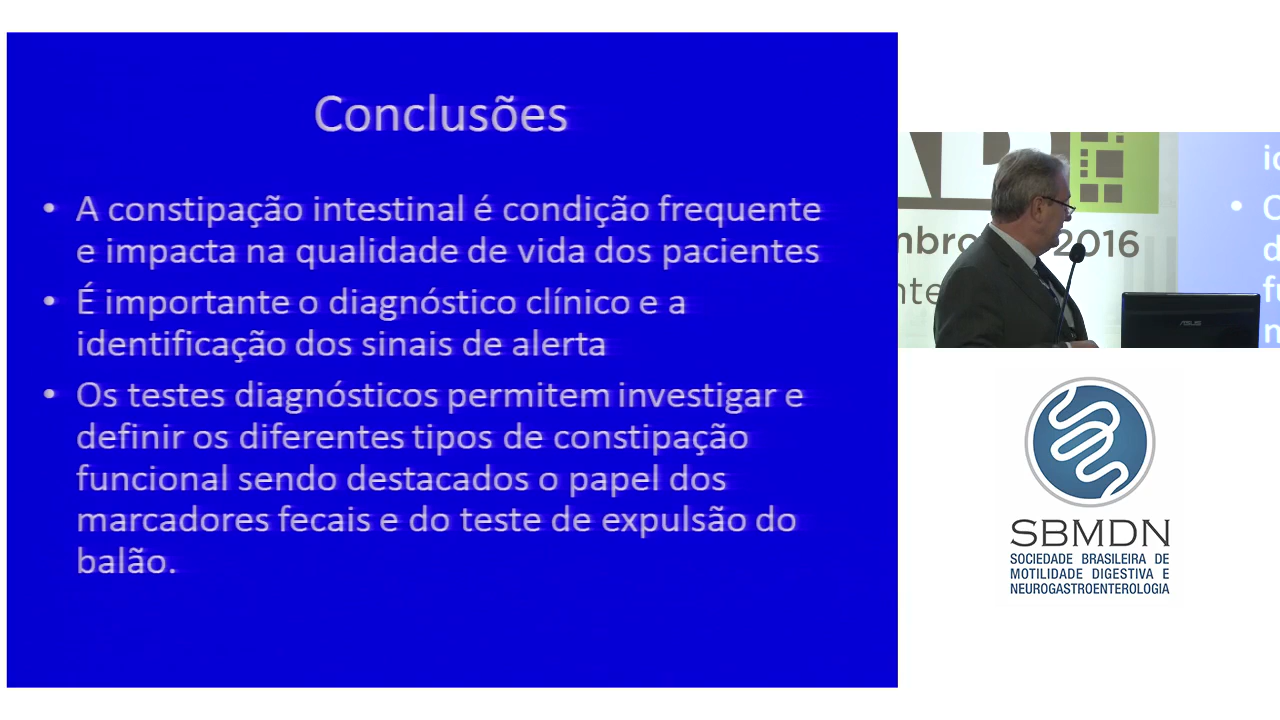 Conclusões
• A constipação intestinal é condição frequente
e impacta na qualidade de vida dos pacientes
• É importante o diagnóstico clínico e a
identificação dos sinais de alerta
• Os testes diagnósticos permitem investigar e
definir os diferentes tipos de constipação
funcional sendo destacados o papel dos
marcadores fecais e do teste de expulsão do
balão.
2016
ASUS
SBMDN
SOCIEDADE BRASILEIRA DE
MOTILIDADE DIGESTIVA E
NEUROGASTROENTEROLOGIA